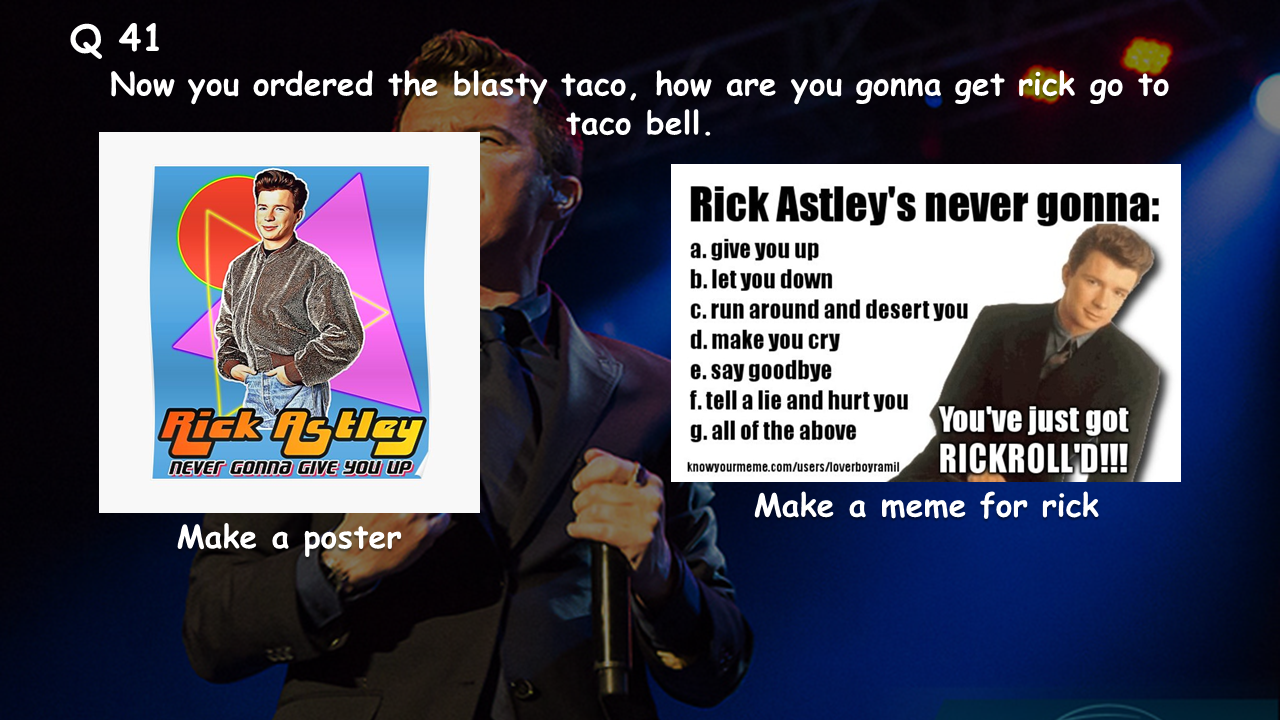 Q 41
Now you ordered the blasty taco, how are you gonna get rick go to
taco bell.
Rick Astley
NEVER GONNA GIVE YOU UP
Make a poster
Rick Astley's never gonna:
a. give you up
b. let you down
c. run around and desert you
d. make you cry
e. say goodbye
f. tell a lie and hurt you
g. all of the above
knowyourmeme.com/users/loverboyramil
You've just got
RICKROLL'D!!!
Make a meme for rick